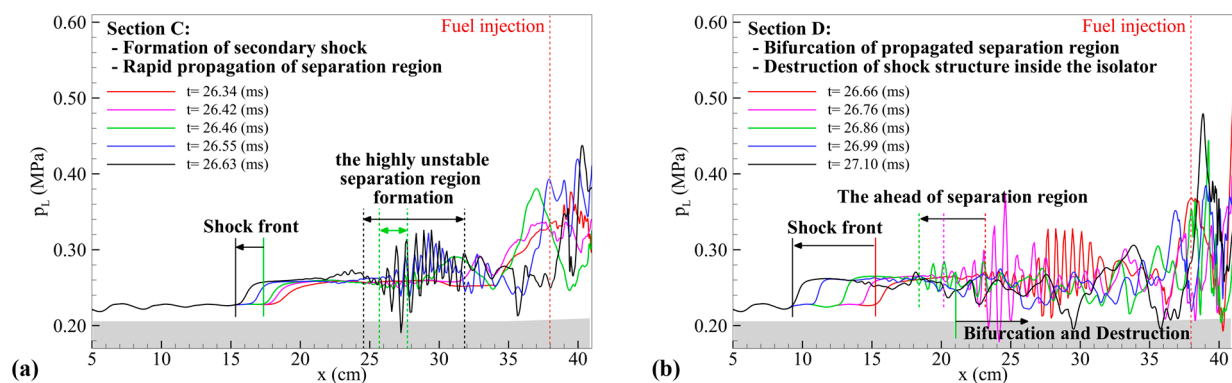 0.60
0.50
0.40
0.30
0.20
p_L (MPa)
Section C:
- Formation of secondary shock
- Rapid propagation of separation region
Fuel injection
t= 26.34 (ms)
t= 26.42 (ms)
t= 26.46 (ms)
t= 26.55 (ms)
t= 26.63 (ms)
the highly unstable
separation region
formation
Shock front
5 10 15 20 25 30 35 40
x (cm)
(a)
0.60
0.50
0.40
0.30
0.20
p_L (MPa)
Section D:
- Bifurcation of propagated separation region
- Destruction of shock structure inside the isolator
Fuel injection
t= 26.66 (ms)
t= 26.76 (ms)
t= 26.86 (ms)
t= 26.99 (ms)
t= 27.10 (ms)
The ahead of separation region
Shock front
Bifurcation and Destruction
5 10 15 20 25 30 35 40
x (cm)
(b)